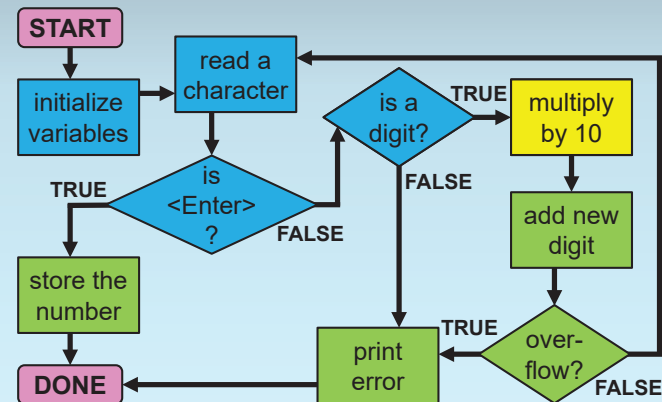 START
initialize
variables
read a
character
is
<Enter>
?
TRUE
FALSE
store the
number
DONE
is a
digit?
TRUE
FALSE
multiply
by 10
add new
digit
over-
flow?
TRUE
FALSE
print
error